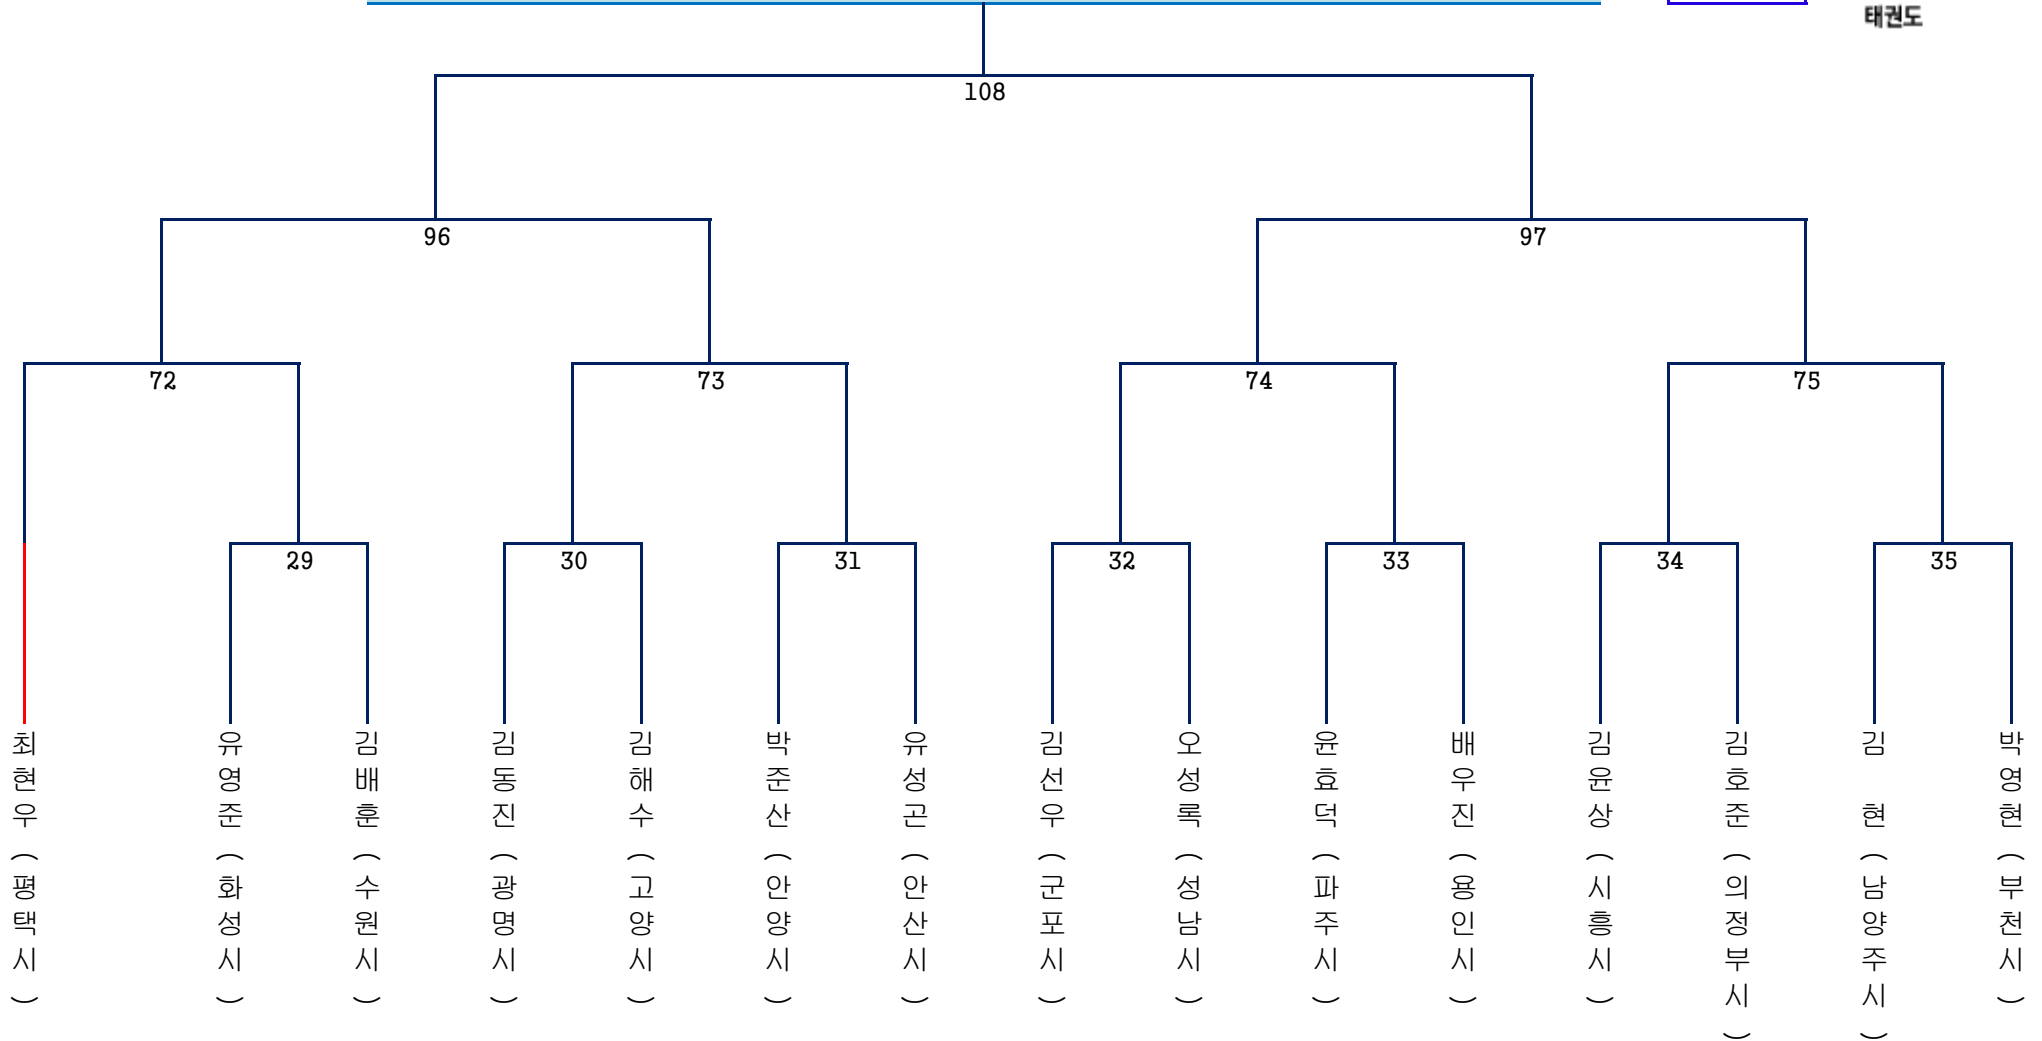 태권도
108
96
97
72
73
74
75
29
30
31
32
33
34
35
최현우(평택시)
유영준(화성시)
김배훈(수원시)
김동진(광명시)
김해수(고양시)
박준산(안양시)
유성곤(안산시)
김선우(군포시)
오성록(성남시)
윤효덕(파주시)
배우진(용인시)
김윤상(시흥시)
김호준(의정부시)
김 현(남양주시)
박영현(부천시)